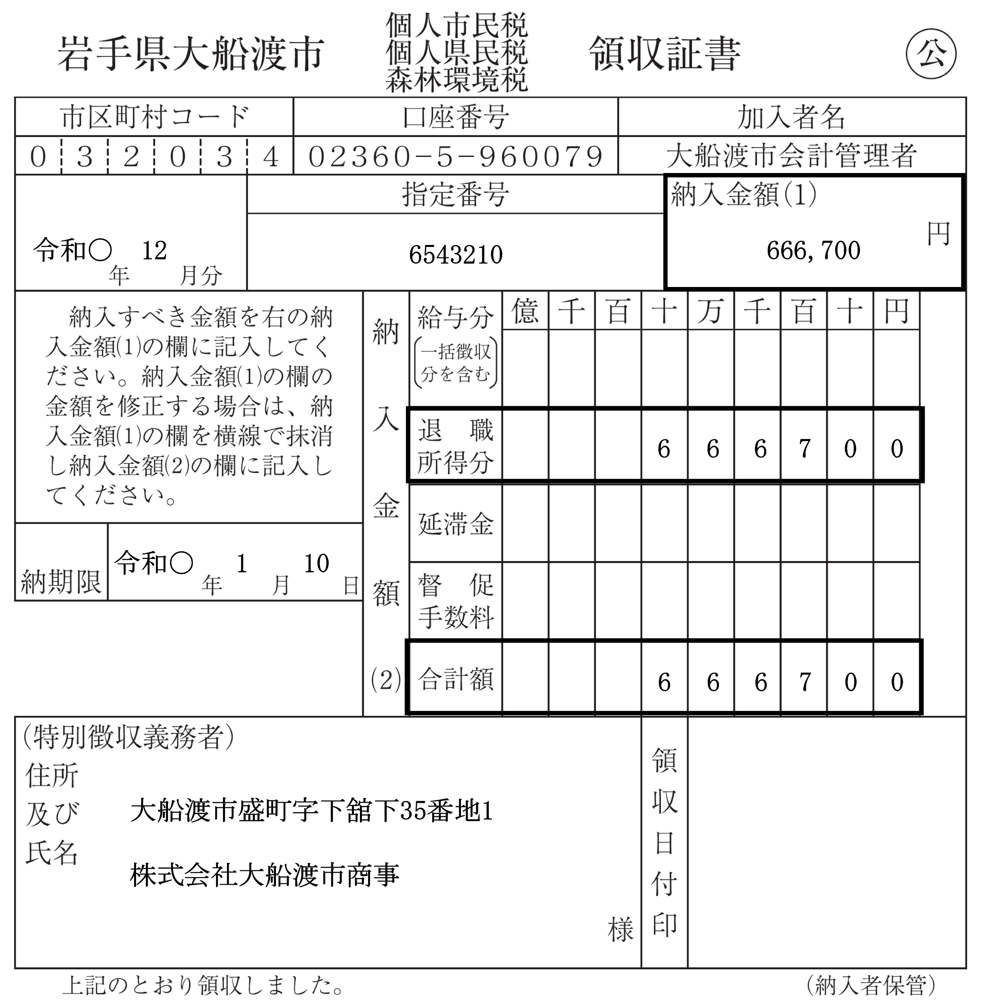 岩手県大船渡市
個人市民税
個人県民税
森林環境税
領収証書
公
市区町村コード
口座番号
加入者名
0 3 2 0 3 4
02360-5-960079
大船渡市会計管理者
令和〇 年 12 月分
指定番号
6543210
納入金額(1)
666,700 円
納入すべき金額を右の納
入金額(1)の欄に記入してく
ださい。納入金額(1)の欄の
金額を修正する場合は、納
入金額(1)の欄を横線で抹消
し納入金額(2)の欄に記入し
てください。
納期限
令和〇 年 1 月 10 日
納入金額(2)
億 千 百 十 万 千 百 十 円
給与分
(一括徴収
分を含む)
退職
所得分
6 6 6 7 0 0
延滞金
督促
手数料
合計額
6 6 6 7 0 0
(特別徴収義務者)
住所
及び
氏名
大船渡市盛町字下舘下35番地1
株式会社大船渡市商事
様
領収日付印
上記のとおり領収しました。
(納入者保管)